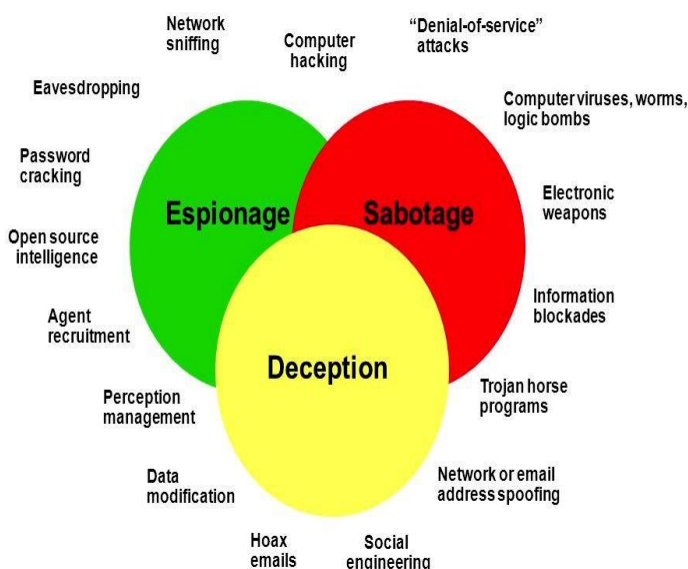 Network
sniffing
Computer
hacking
“Denial-of-service”
attacks
Eavesdropping
Computer viruses, worms,
logic bombs
Password
cracking
Espionage
Sabotage
Electronic
weapons
Open source
intelligence
Information
blockades
Agent
recruitment
Deception
Perception
management
Trojan horse
programs
Data
modification
Network or email
address spoofing
Hoax
emails
Social
engineering